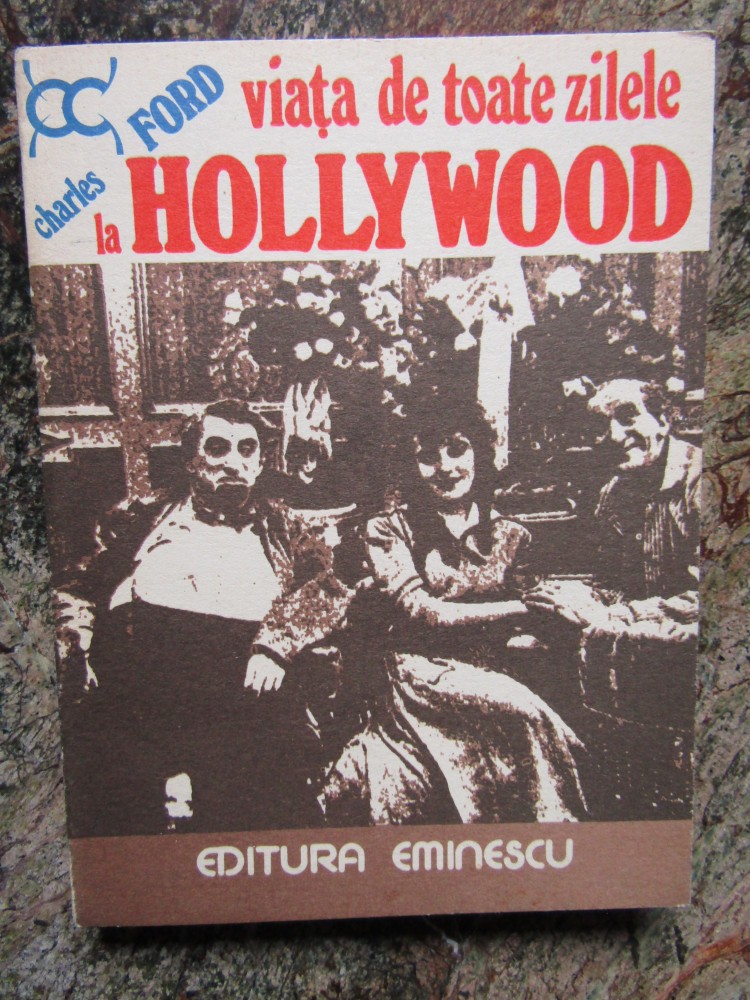 charles FORD
viața de toate zilele
la HOLLYWOOD
EDITURA EMINESCU